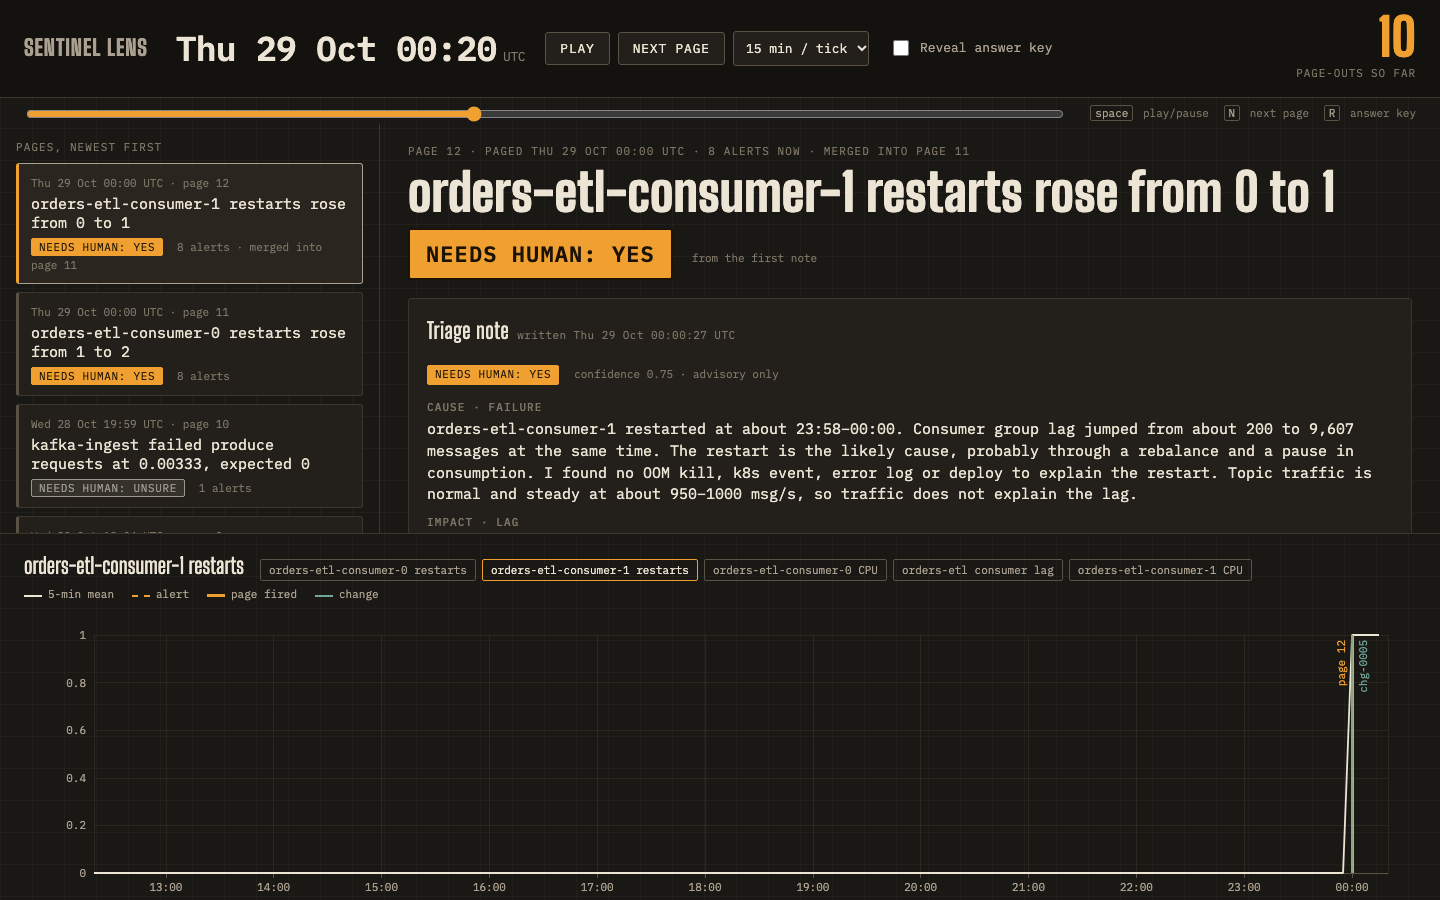 SENTINEL LENS
Thu 29 Oct 00:20 UTC
PLAY
NEXT PAGE
15 min / tick
Reveal answer key
10
PAGE-OUTS SO FAR
space play/pause N next page R answer key
PAGES, NEWEST FIRST
Thu 29 Oct 00:00 UTC · page 12
orders-etl-consumer-1 restarts rose
from 0 to 1
NEEDS HUMAN: YES 8 alerts · merged into
page 11
Thu 29 Oct 00:00 UTC · page 11
orders-etl-consumer-0 restarts rose
from 1 to 2
NEEDS HUMAN: YES 8 alerts
Wed 28 Oct 19:59 UTC · page 10
kafka-ingest failed produce
requests at 0.00333, expected 0
NEEDS HUMAN: UNSURE 1 alerts
PAGE 12 · PAGED THU 29 OCT 00:00 UTC · 8 ALERTS NOW · MERGED INTO PAGE 11
orders-etl-consumer-1 restarts rose from 0 to 1
NEEDS HUMAN: YES from the first note
Triage note written Thu 29 Oct 00:00:27 UTC
NEEDS HUMAN: YES confidence 0.75 · advisory only
CAUSE · FAILURE
orders-etl-consumer-1 restarted at about 23:58–00:00. Consumer group lag jumped from about 200 to 9,607
messages at the same time. The restart is the likely cause, probably through a rebalance and a pause in
consumption. I found no OOM kill, k8s event, error log or deploy to explain the restart. Topic traffic is
normal and steady at about 950–1000 msg/s, so traffic does not explain the lag.
IMPACT · LAG
orders-etl-consumer-1 restarts
orders-etl-consumer-0 restarts
orders-etl-consumer-1 restarts
orders-etl-consumer-0 CPU
orders-etl consumer lag
orders-etl-consumer-1 CPU
5-min mean alert page fired change
1
0.8
0.6
0.4
0.2
0
page 12
chg-0005
13:00 14:00 15:00 16:00 17:00 18:00 19:00 20:00 21:00 22:00 23:00 00:00